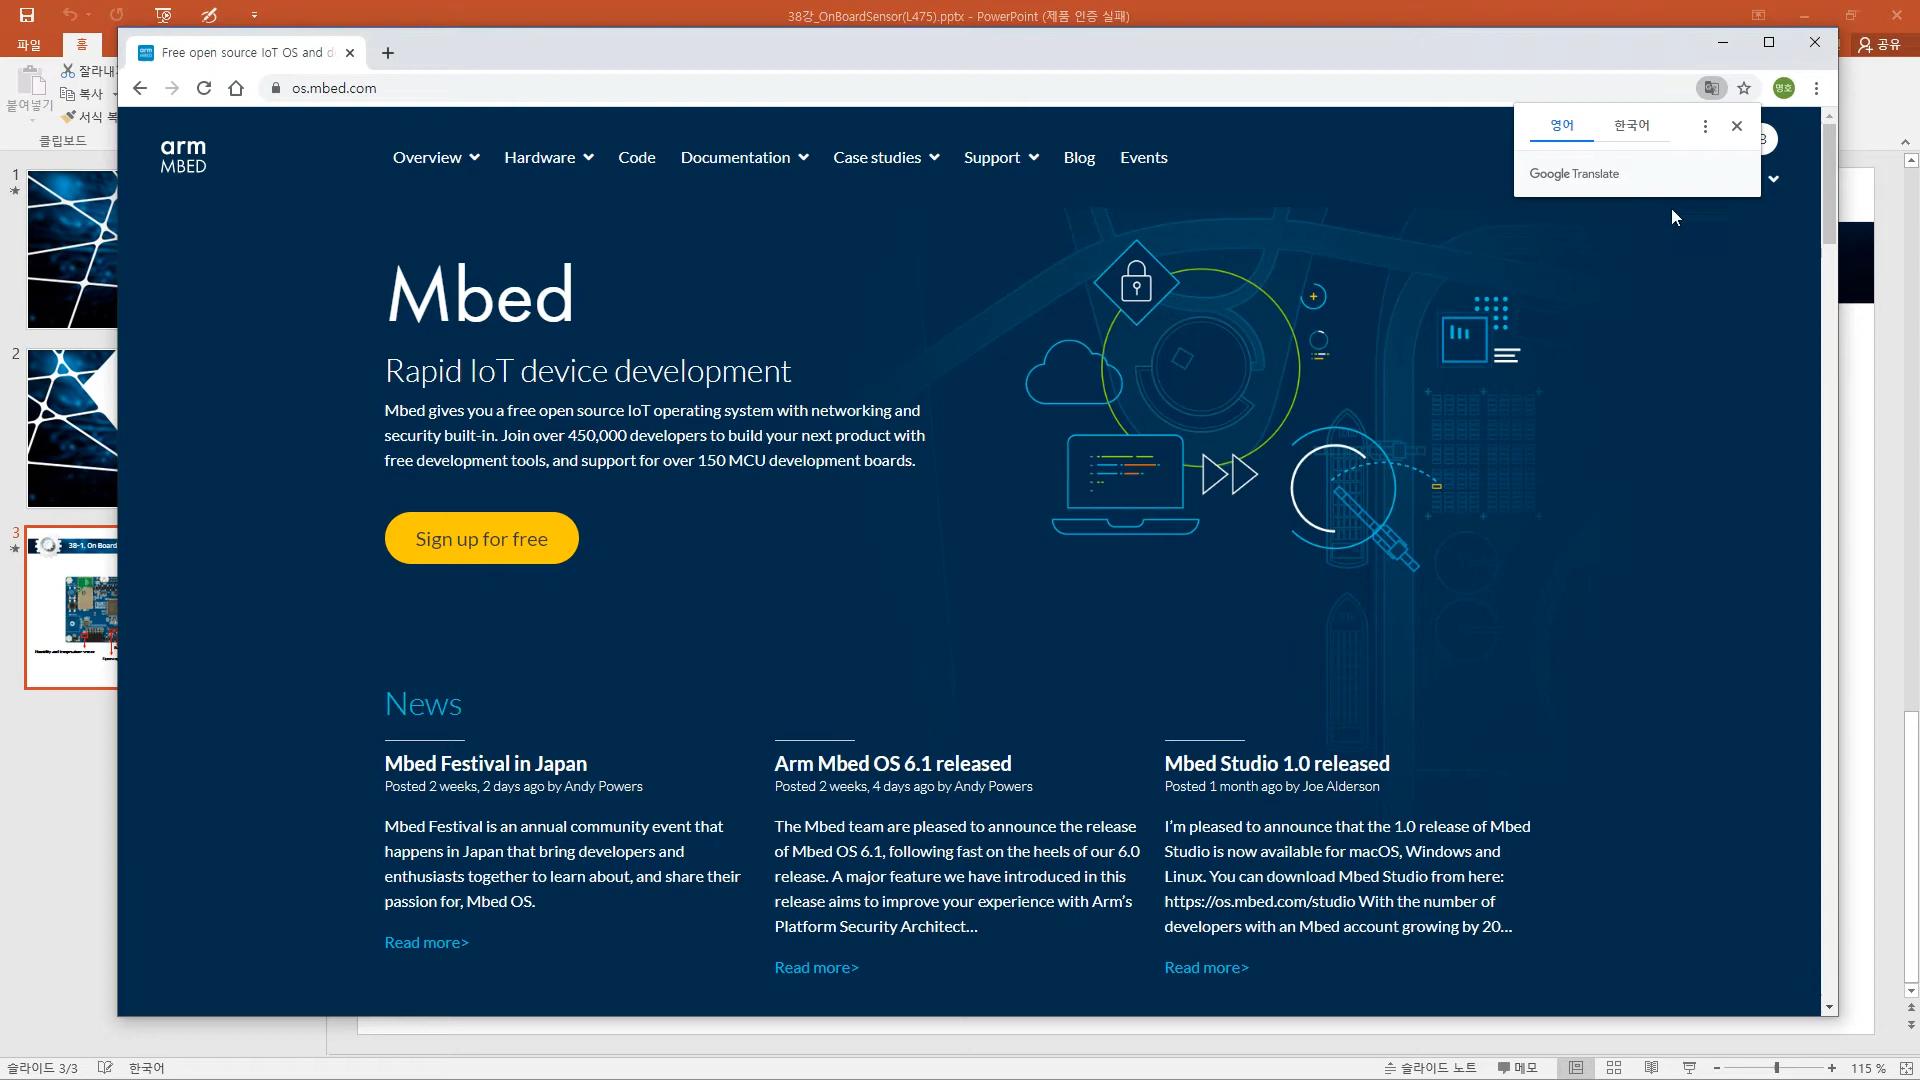 38강_OnBoardSensor(L475).pptx - PowerPoint (제품 인증 실패)
파일
홈
공유
붙여넣기
잘라내
복사
서식 복
클립보드
Free open source IoT OS and d
os.mbed.com
명호
영어
한국어
Google Translate
arm
MBED
Overview
Hardware
Code
Documentation
Case studies
Support
Blog
Events
Mbed
Rapid IoT device development
Mbed gives you a free open source IoT operating system with networking and
security built-in. Join over 450,000 developers to build your next product with
free development tools, and support for over 150 MCU development boards.
Sign up for free
News
Mbed Festival in Japan
Posted 2 weeks, 2 days ago by Andy Powers
Mbed Festival is an annual community event that
happens in Japan that bring developers and
enthusiasts together to learn about, and share their
passion for, Mbed OS.
Read more>
Arm Mbed OS 6.1 released
Posted 2 weeks, 4 days ago by Andy Powers
The Mbed team are pleased to announce the release
of Mbed OS 6.1, following fast on the heels of our 6.0
release. A major feature we have introduced in this
release aims to improve your experience with Arm's
Platform Security Architect...
Read more>
Mbed Studio 1.0 released
Posted 1 month ago by Joe Alderson
I'm pleased to announce that the 1.0 release of Mbed
Studio is now available for macOS, Windows and
Linux. You can download Mbed Studio from here:
https://os.mbed.com/studio With the number of
developers with an Mbed account growing by 20...
Read more>
1
2
3
38-1. On Board
슬라이드 3/3
한국어
슬라이드 노트
메모
115 %